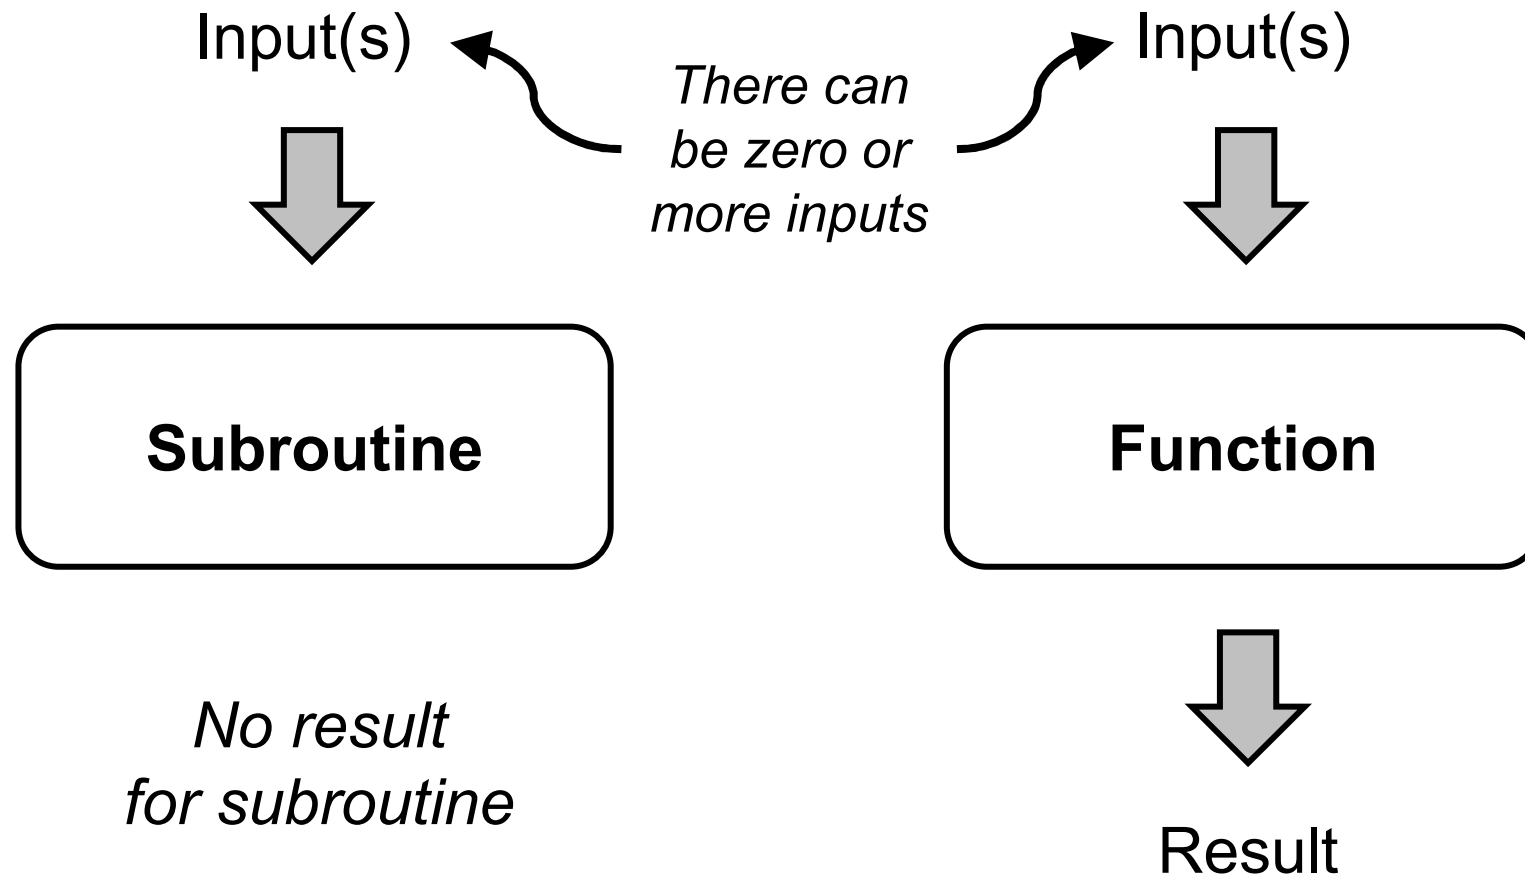 Input(s)
There can
be zero or
more inputs
Input(s)
Subroutine
Function
No result
for subroutine
Result